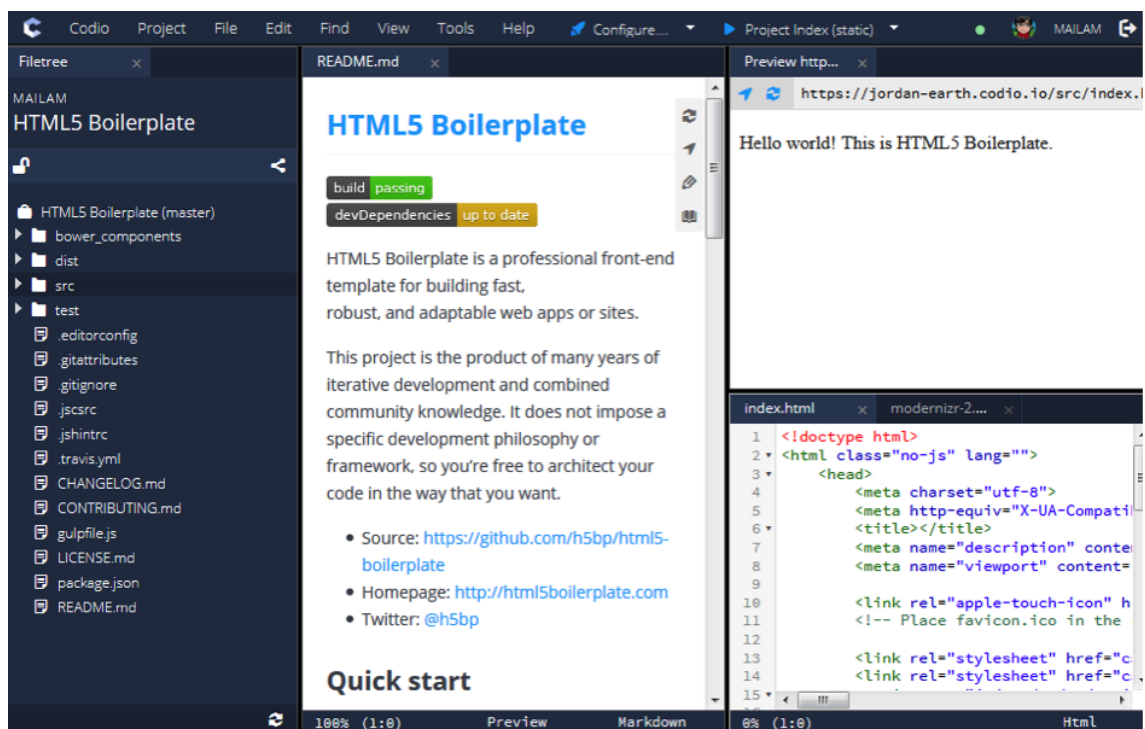 Codio Project File Edit Find View Tools Help Configure.... Project Index (static) MAILAM
Filetree
MAILAM
HTML5 Boilerplate
HTML5 Boilerplate (master)
bower_components
dist
src
test
.editorconfig
.gitattributes
.gitignore
.jscsrc
.jshintrc
.travis.yml
CHANGELOG.md
CONTRIBUTING.md
gulpfile.js
LICENSE.md
package.json
README.md
README.md
HTML5 Boilerplate
build passing
devDependencies up to date
HTML5 Boilerplate is a professional front-end
template for building fast,
robust, and adaptable web apps or sites.
This project is the product of many years of
iterative development and combined
community knowledge. It does not impose a
specific development philosophy or
framework, so you're free to architect your
code in the way that you want.
Source: https://github.com/h5bp/html5-
boilerplate
Homepage: http://html5boilerplate.com
Twitter: @h5bp
Quick start
100% (1:0) Preview Markdown
Preview http...
https://jordan-earth.codio.io/src/index.
Hello world! This is HTML5 Boilerplate.
index.html modernizr-2....
1 <!doctype html>
2 <html class="no-js" lang="">
3 <head>
4 <meta charset="utf-8">
5 <meta http-equiv="X-UA-Compati
6 <title></title>
7 <meta name="description" conte
8 <meta name="viewport" content=
9
10 <link rel="apple-touch-icon" h
11 <!-- Place favicon.ico in the
12
13 <link rel="stylesheet" href="c
14 <link rel="stylesheet" href="c
15
0% (1:0) Html